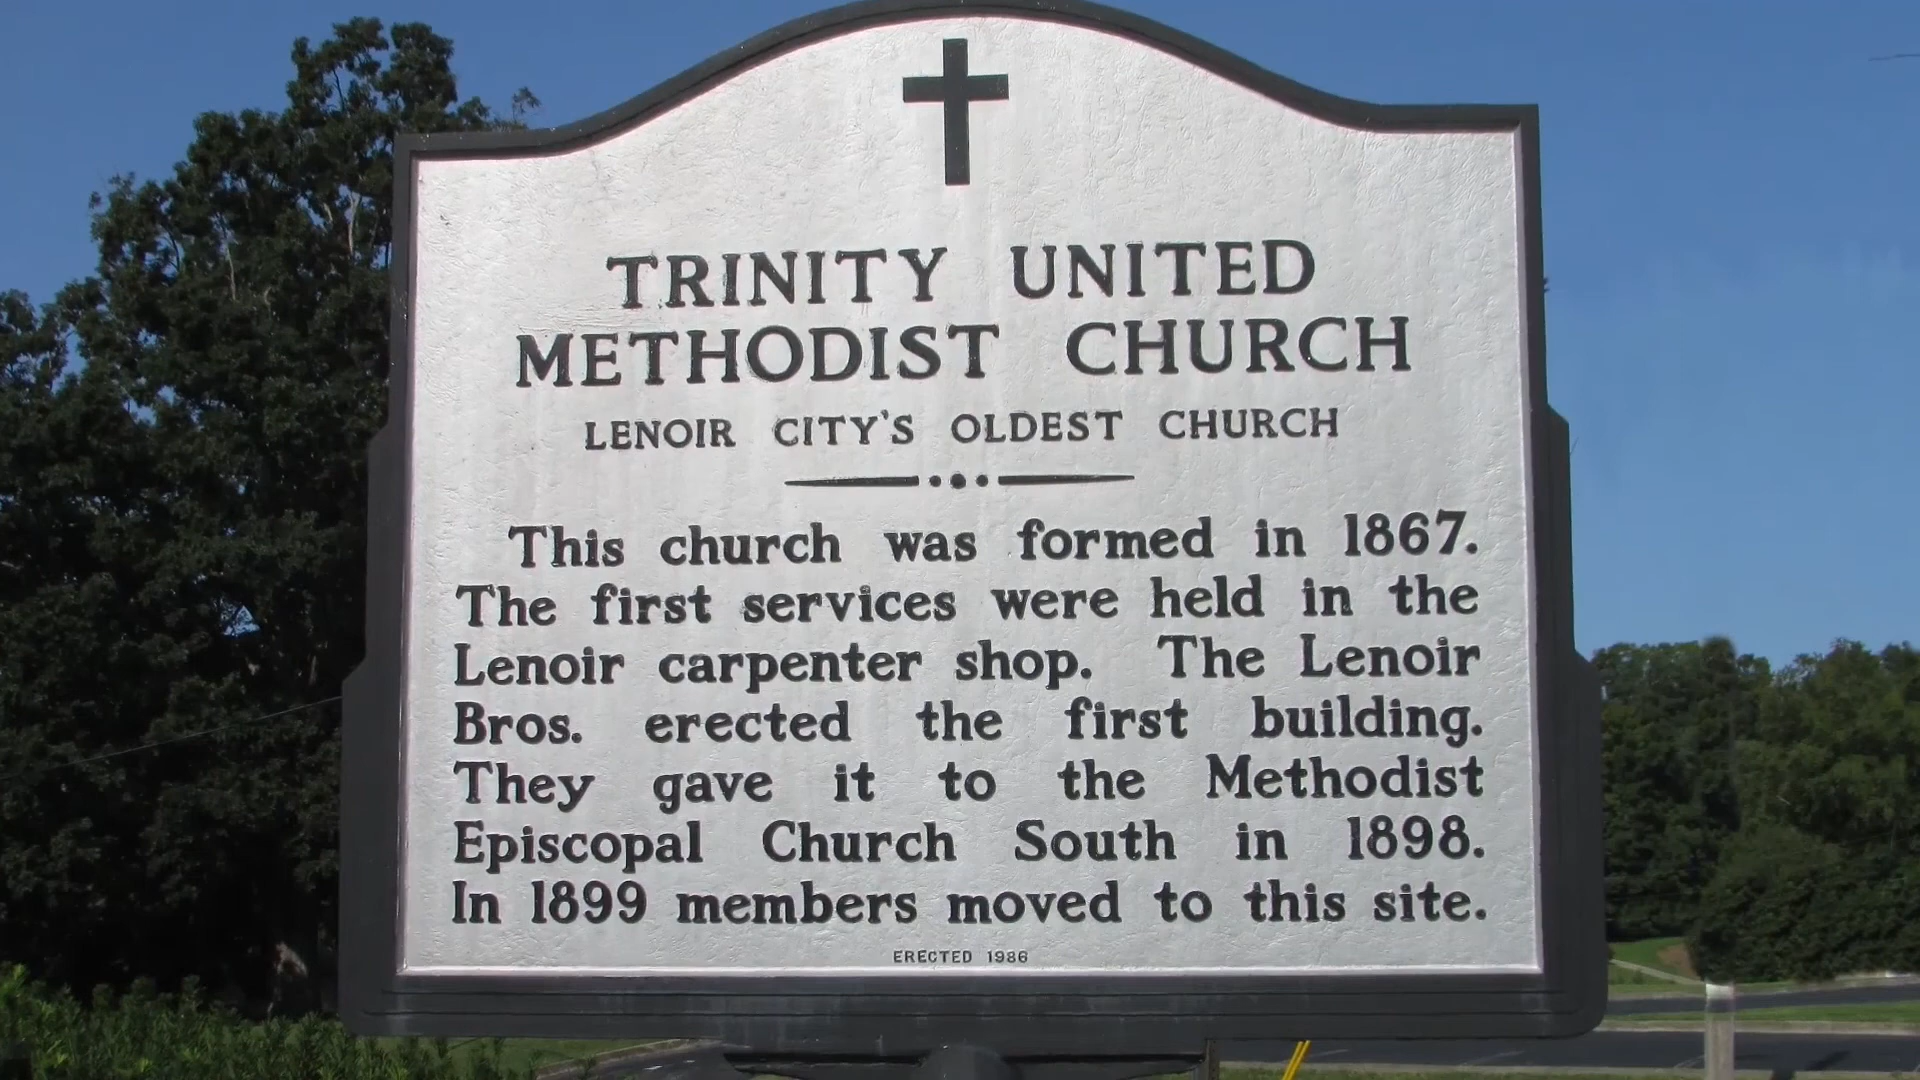 TRINITY UNITED
METHODIST CHURCH
LENOIR CITY'S OLDEST CHURCH
This church was formed in 1867.
The first services were held in the
Lenoir carpenter shop. The Lenoir
Bros. erected the first building.
They gave it to the Methodist
Episcopal Church South in 1898.
In 1899 members moved to this site.
ERECTED 1986